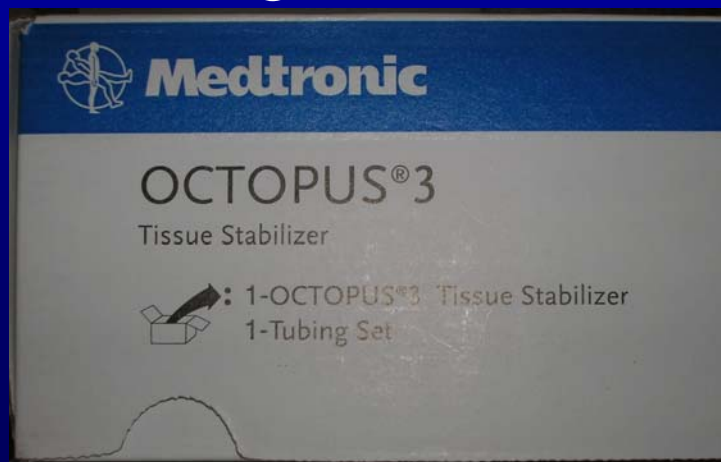 Medtronic
OCTOPUS®3
Tissue Stabilizer
: 1-OCTOPUS®3 Tissue Stabilizer
1-Tubing Set